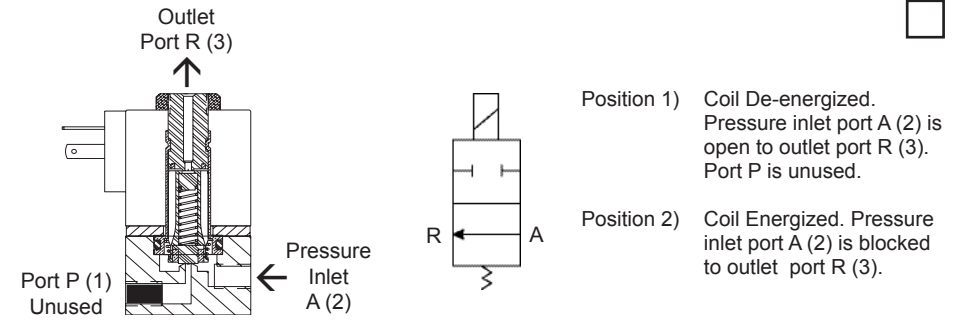 Outlet
Port R (3)
Port P (1)
Unused
Pressure
Inlet
A (2)
R
A
Position 1) Coil De-energized.
Pressure inlet port A (2) is
open to outlet port R (3).
Port P is unused.
Position 2) Coil Energized. Pressure
inlet port A (2) is blocked
to outlet port R (3).